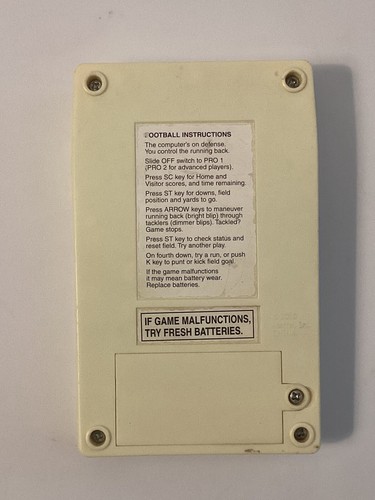 FOOTBALL INSTRUCTIONS
The computer's on defense.
You control the running back.
Slide OFF switch to PRO 1
(PRO 2 for advanced players).
Press SC key for Home and
Visitor scores, and time remaining.
Press ST key for downs, field
position and yards to go.
Press ARROW keys to maneuver
running back (bright blip) through
tacklers (dimmer blips). Tackled?
Game stops.
Press ST key to check status and
reset field. Try another play.
On fourth down, try a run, or push
K key to punt or kick field goal.
If the game malfunctions
it may mean battery wear.
Replace batteries.
IF GAME MALFUNCTIONS,
TRY FRESH BATTERIES.